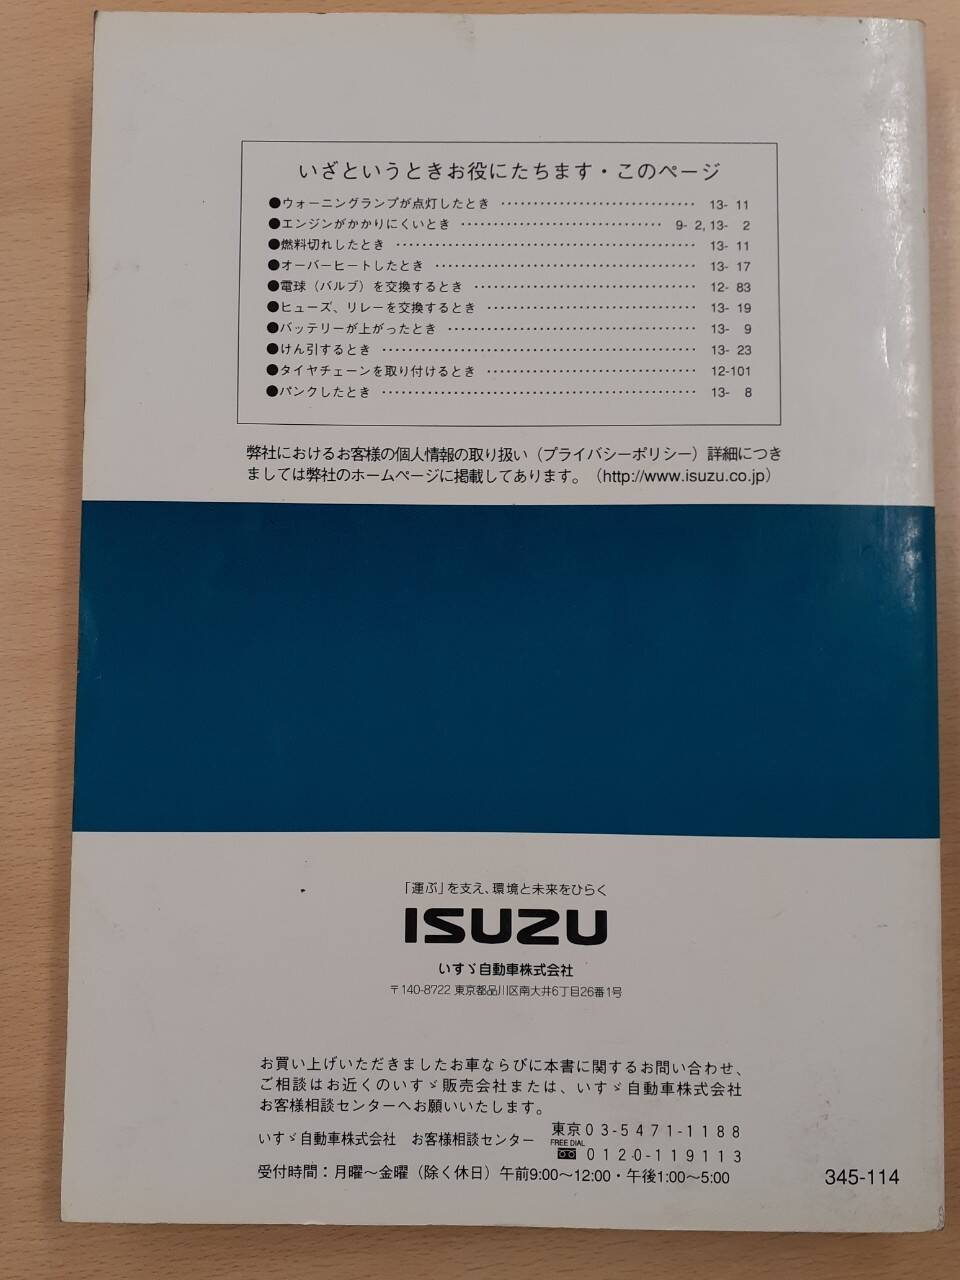 いざというときお役にたちます・このページ
●ウォーニングランプが点灯したとき ･････････････････････････････ 13- 11
●エンジンがかかりにくいとき ･･････････････････････････････ 9- 2, 13- 2
●燃料切れしたとき ･････････････････････････････････････････････ 13- 11
●オーバーヒートしたとき ･･･････････････････････････････････････ 13- 17
●電球（バルブ）を交換するとき ･････････････････････････････････ 12- 83
●ヒューズ、リレーを交換するとき ･･･････････････････････････････ 13- 19
●バッテリーが上がったとき ･････････････････････････････････････ 13- 9
●けん引するとき ･･･････････････････････････････････････････････ 13- 23
●タイヤチェーンを取り付けるとき ･･･････････････････････････････ 12-101
●パンクしたとき ･･･････････････････････････････････････････････ 13- 8
弊社におけるお客様の個人情報の取り扱い（プライバシーポリシー）詳細につき
ましては弊社のホームページに掲載してあります。（http://www.isuzu.co.jp）
「運ぶ」を支え、環境と未来をひらく
ISUZU
いすゞ自動車株式会社
〒140-8722 東京都品川区南大井6丁目26番1号
お買い上げいただきましたお車ならびに本書に関するお問い合わせ、
ご相談はお近くのいすゞ販売会社または、いすゞ自動車株式会社
お客様相談センターへお願いいたします。
いすゞ自動車株式会社　お客様相談センター 東京03-5471-1188
FREE DIAL
0120-119113
受付時間：月曜〜金曜（除く休日）午前9:00〜12:00・午後1:00〜5:00
345-114